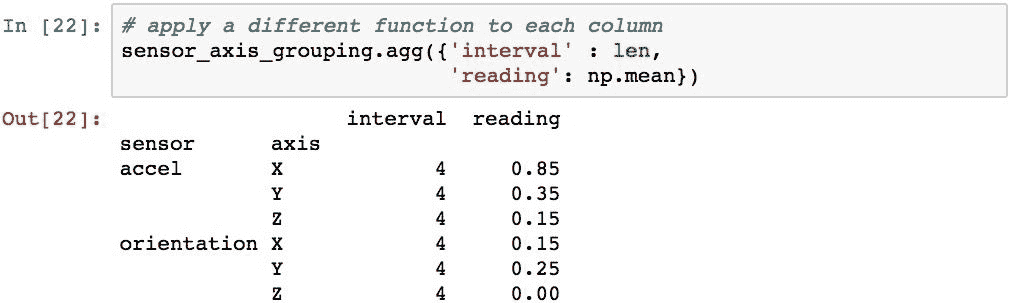 In [22]: # apply a different function to each column
sensor_axis_grouping.agg({'interval' : len,
'reading': np.mean})
Out[22]: interval reading
sensor axis
accel X 4 0.85
Y 4 0.35
Z 4 0.15
orientation X 4 0.15
Y 4 0.25
Z 4 0.00